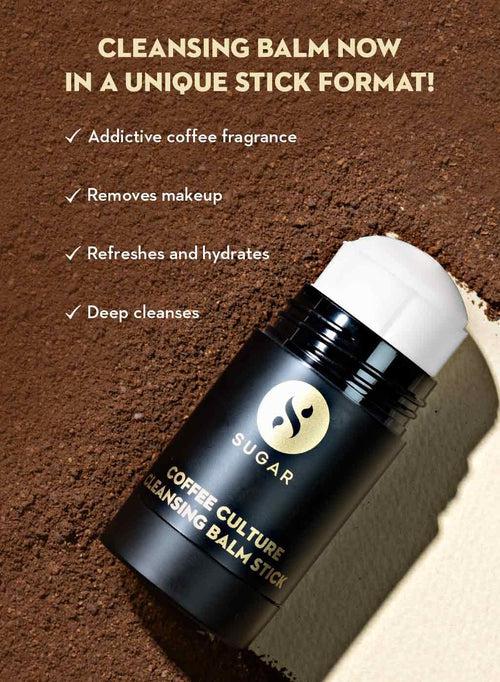 CLEANSING BALM NOW
IN A UNIQUE STICK FORMAT!
✓ Addictive coffee fragrance
✓ Removes makeup
✓ Refreshes and hydrates
✓ Deep cleanses
SUGAR
COFFEE CULTURE
CLEANSING BALM STICK